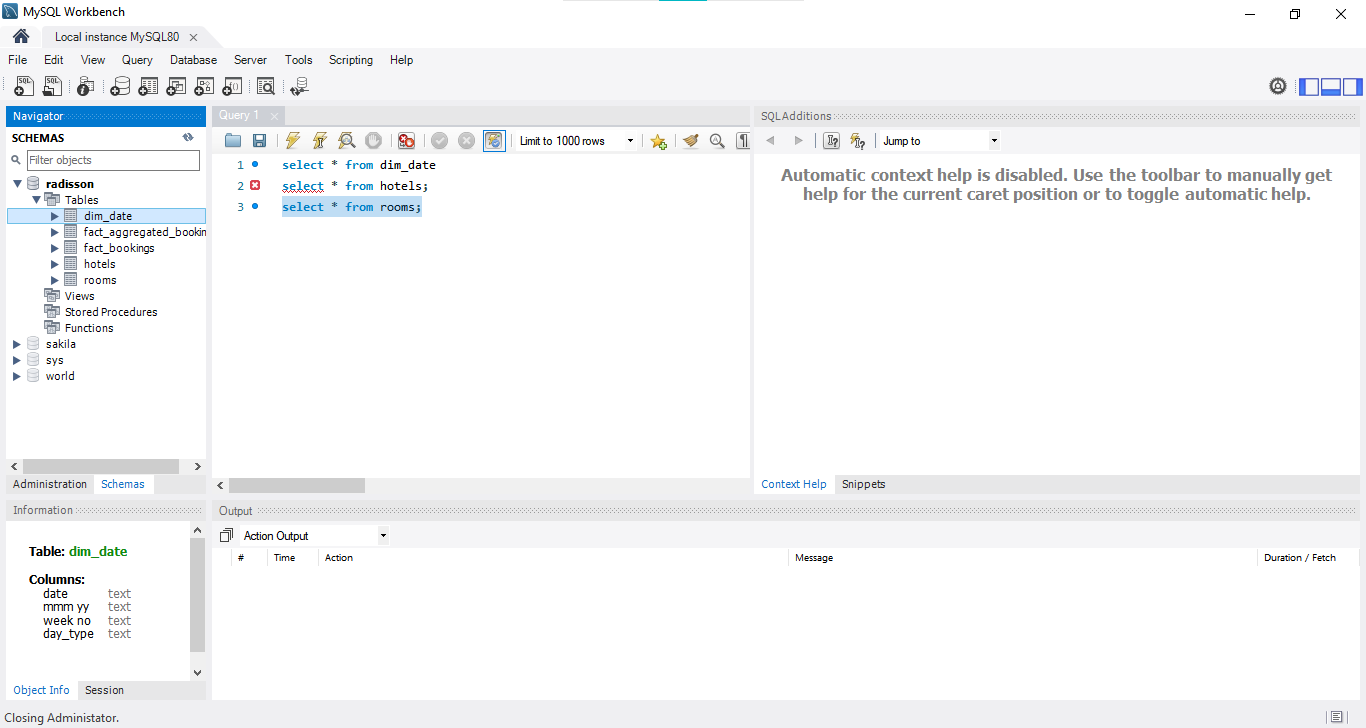 MySQL Workbench
Local instance MySQL80
File Edit View Query Database Server Tools Scripting Help
Navigator
SCHEMAS
Filter objects
radisson
Tables
dim_date
fact_aggregated_bookin
fact_bookings
hotels
rooms
Views
Stored Procedures
Functions
sakila
sys
world
Administration Schemas
Query 1
Limit to 1000 rows
1 select * from dim_date
2 select * from hotels;
3 select * from rooms;
SQLAdditions
Jump to
Automatic context help is disabled. Use the toolbar to manually get
help for the current caret position or to toggle automatic help.
Context Help Snippets
Information
Table: dim_date
Columns:
date text
mmm yy text
week no text
day_type text
Object Info Session
Output
Action Output
# Time Action Message Duration / Fetch
Closing Administator.